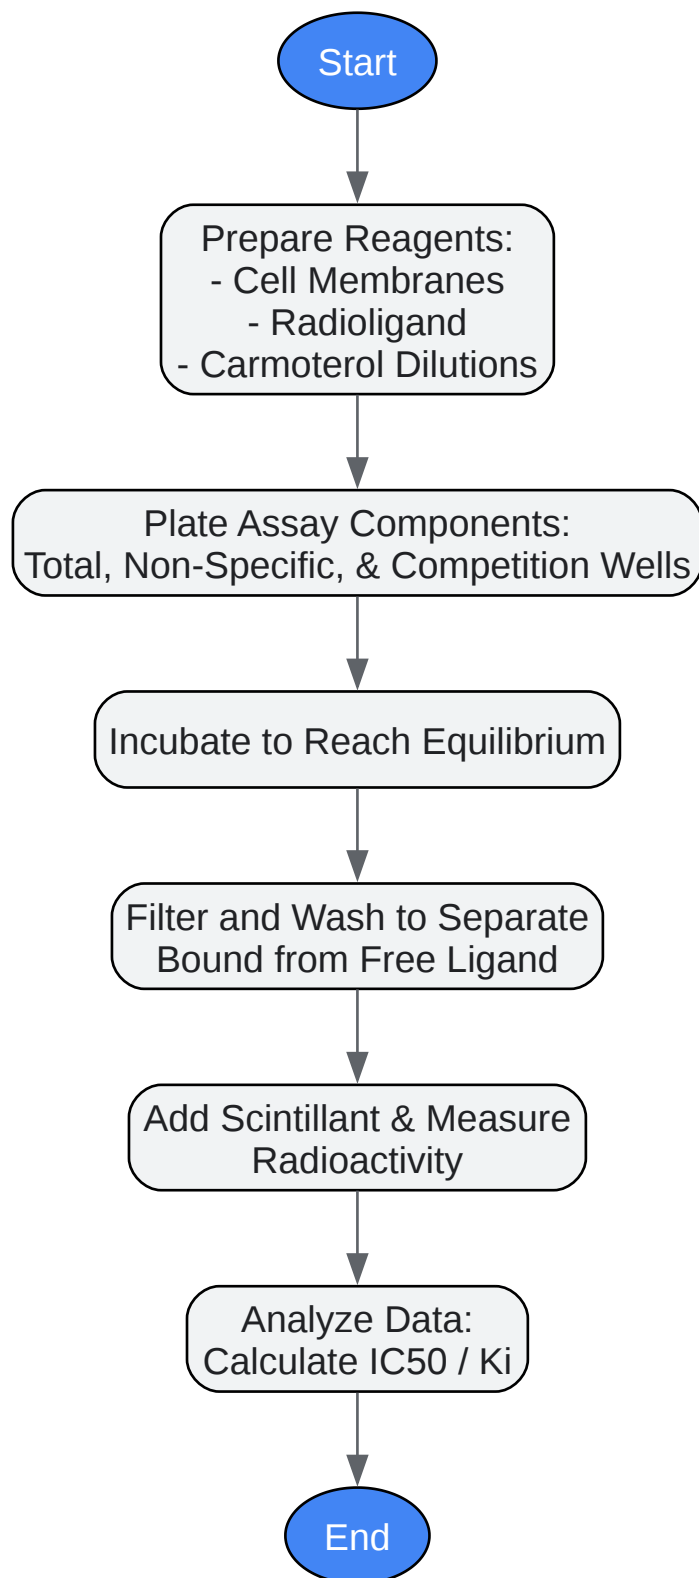 Start
Prepare Reagents:
- Cell Membranes
- Radioligand
- Carmoterol Dilutions
Plate Assay Components:
Total, Non-Specific, & Competition Wells
Incubate to Reach Equilibrium
Filter and Wash to Separate
Bound from Free Ligand
Add Scintillant & Measure
Radioactivity
Analyze Data:
Calculate IC50 / Ki
End